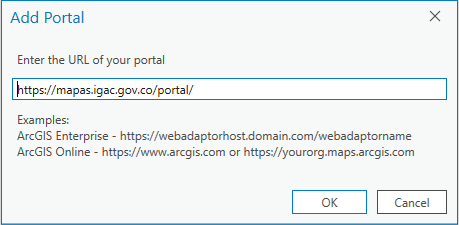 Add Portal
Enter the URL of your portal
https://mapas.igac.gov.co/portal/
Examples:
ArcGIS Enterprise - https://webadaptorhost.domain.com/webadaptorname
ArcGIS Online - https://www.arcgis.com or https://yourorg.maps.arcgis.com
OK
Cancel